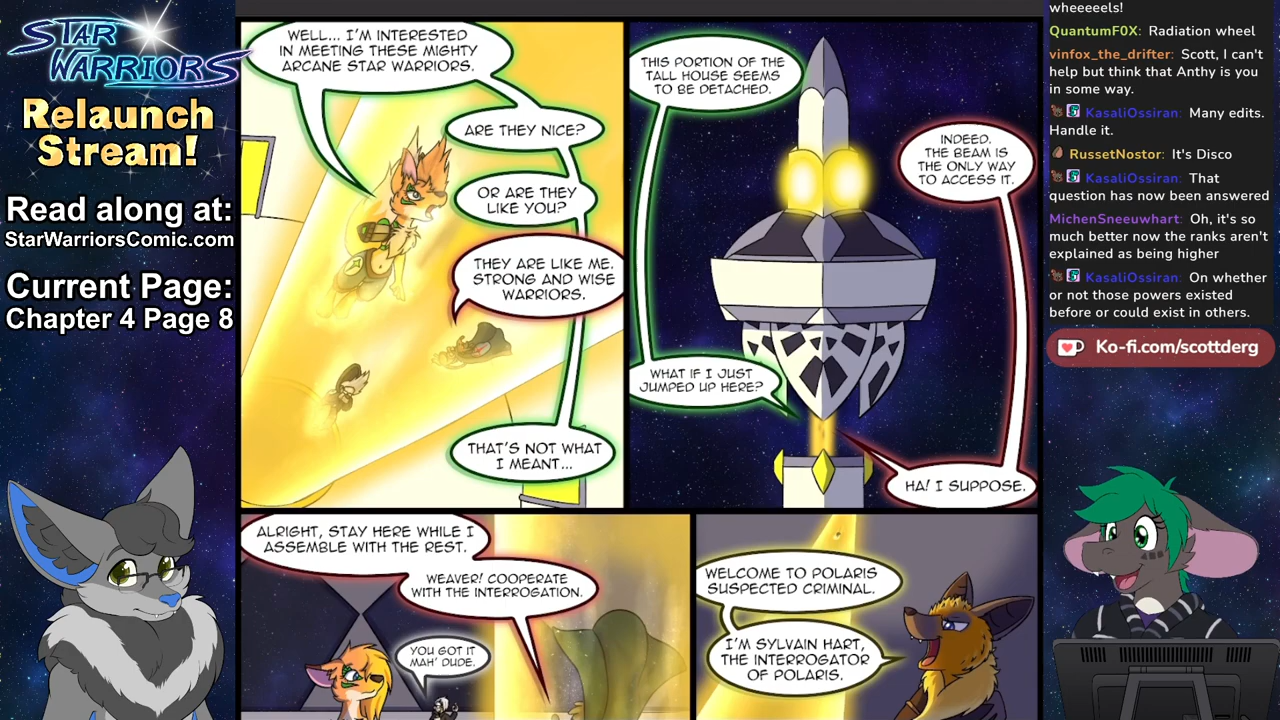 STAR
WARRIORS
Relaunch
Stream!
Read along at:
StarWarriorsComic.com
Current Page:
Chapter 4 Page 8
WELL... I'M INTERESTED
IN MEETING THESE MIGHTY
ARCANE STAR WARRIORS.
ARE THEY NICE?
OR ARE THEY
LIKE YOU?
THEY ARE LIKE ME.
STRONG AND WISE
WARRIORS.
THAT'S NOT WHAT
I MEANT...
THIS PORTION OF THE
TALL HOUSE SEEMS
TO BE DETACHED.
INDEED.
THE BEAM IS
THE ONLY WAY
TO ACCESS IT.
WHAT IF I JUST
JUMPED UP HERE?
HA! I SUPPOSE.
ALRIGHT, STAY HERE WHILE I
ASSEMBLE WITH THE REST.
WEAVER! COOPERATE
WITH THE INTERROGATION.
YOU GOT IT
MAH' DUDE.
WELCOME TO POLARIS
SUSPECTED CRIMINAL.
I'M SYLVAIN HART,
THE INTERROGATOR
OF POLARIS.
wheeeeels!
QuantumF0X: Radiation wheel
vinfox_the_drifter: Scott, I can't
help but think that Anthy is you
in some way.
KasaliOssiran: Many edits.
Handle it.
RussetNostor: It's Disco
KasaliOssiran: That
question has now been answered
MichenSneeuwhart: Oh, it's so
much better now the ranks aren't
explained as being higher
KasaliOssiran: On whether
or not those powers existed
before or could exist in others.
Ko-fi.com/scottderg